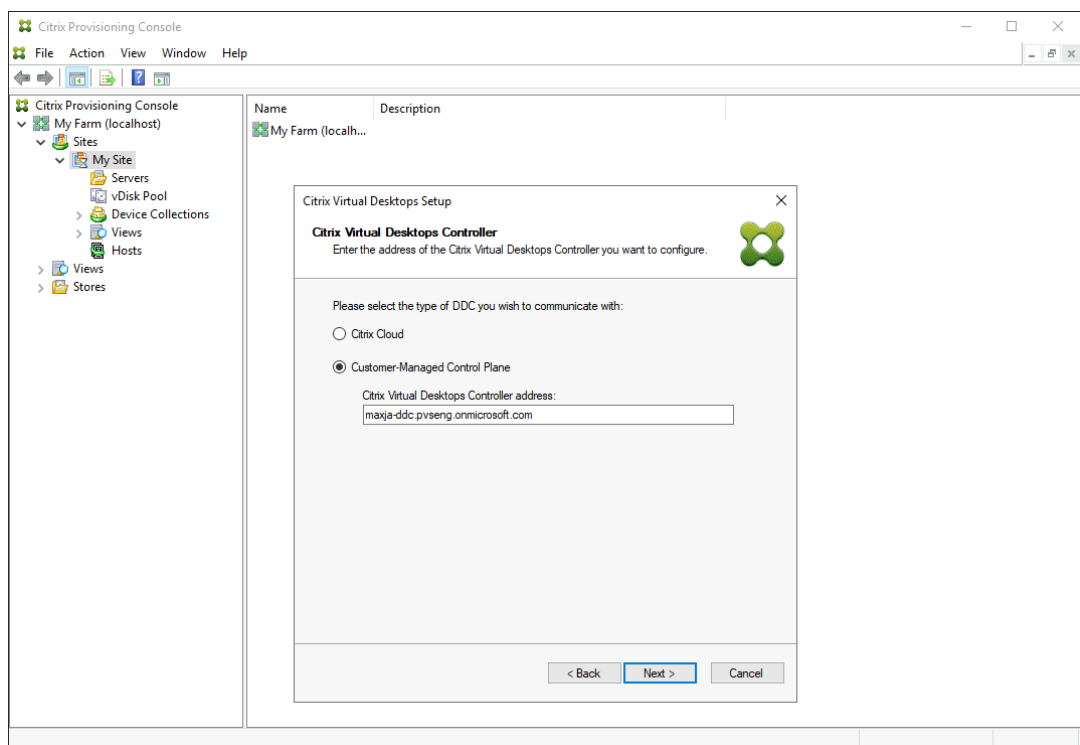 Citrix Provisioning Console
File Action View Window Help
Citrix Provisioning Console
My Farm (localhost)
Sites
My Site
Servers
vDisk Pool
Device Collections
Views
Hosts
Views
Stores
Name Description
My Farm (localh...
Citrix Virtual Desktops Setup
Citrix Virtual Desktops Controller
Enter the address of the Citrix Virtual Desktops Controller you want to configure.
Please select the type of DDC you wish to communicate with:
Citrix Cloud
Customer-Managed Control Plane
Citrix Virtual Desktops Controller address:
maxja-ddc.pvseng.onmicrosoft.com
< Back Next > Cancel